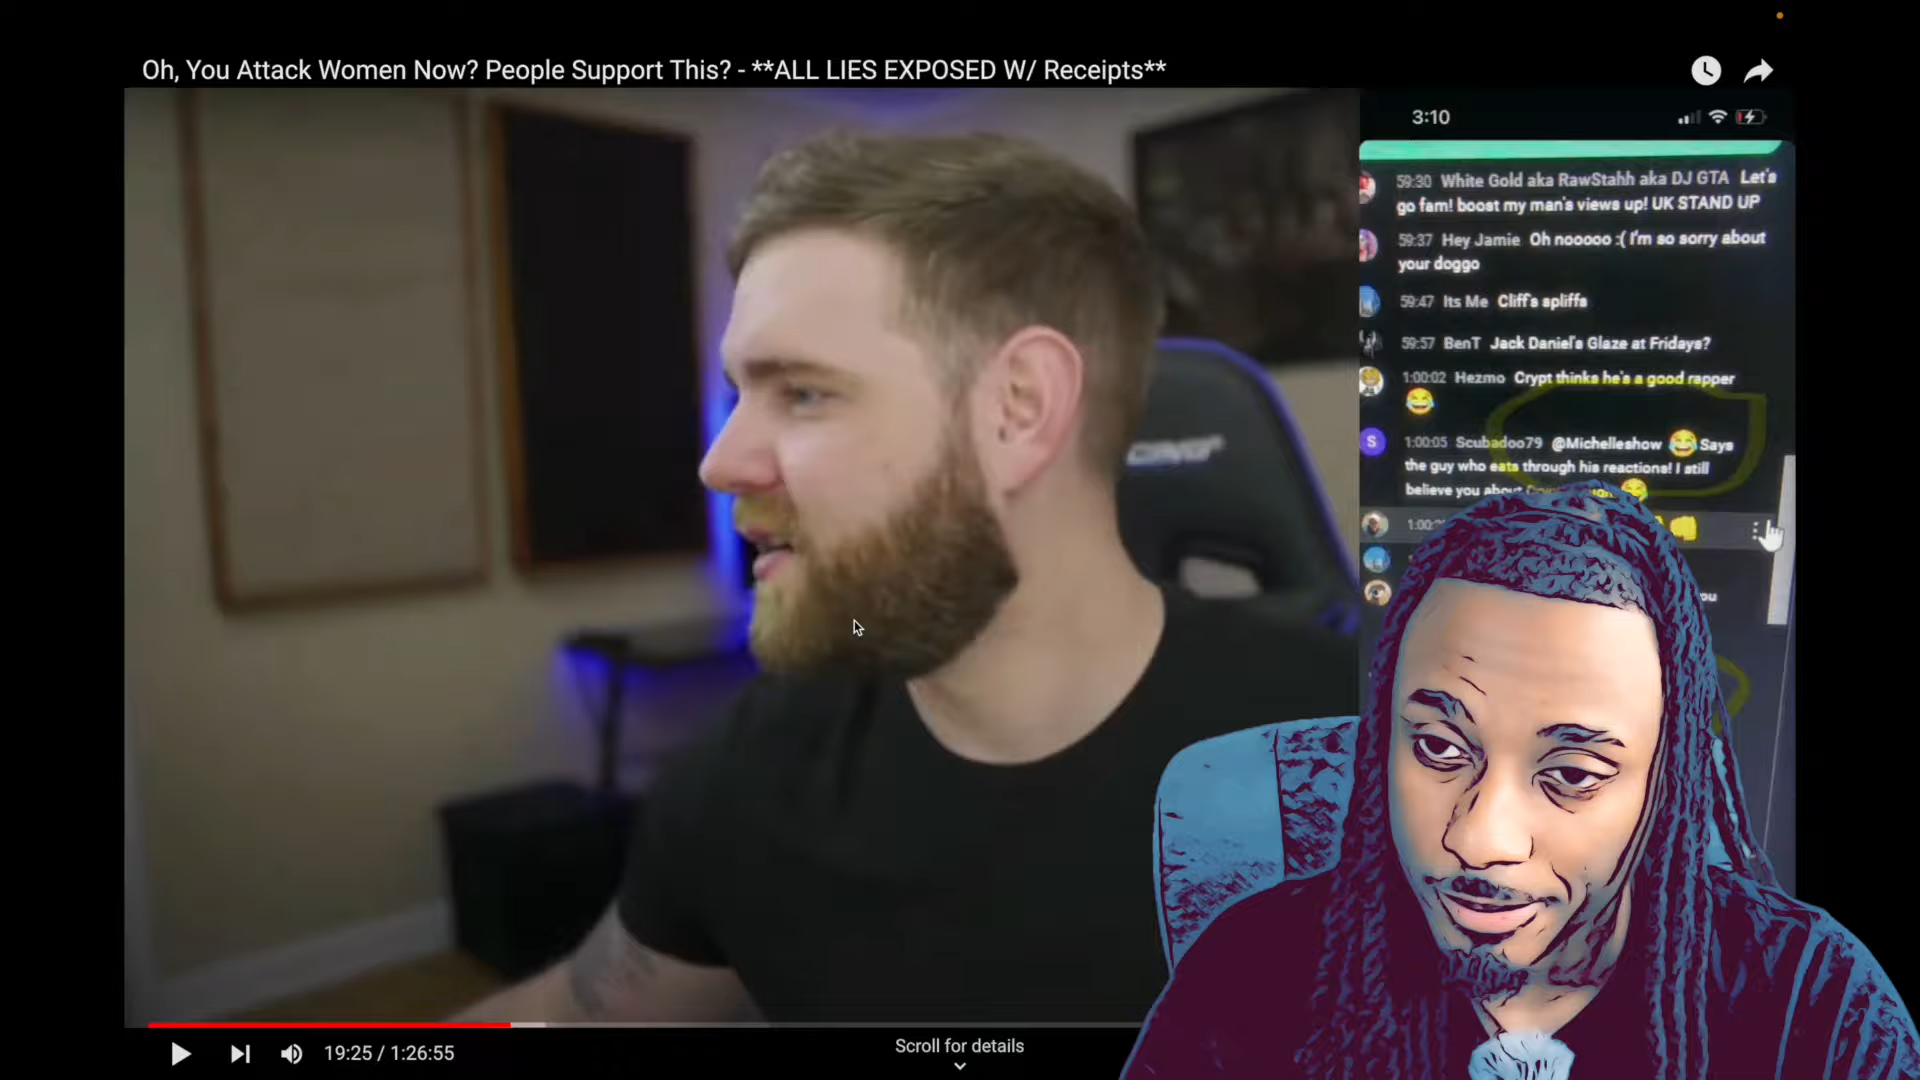 Oh, You Attack Women Now? People Support This? - **ALL LIES EXPOSED W/ Receipts**
3:10
59:30 White Gold aka RawStahh aka DJ GTA Let's
go fam! boost my man's views up! UK STAND UP
59:37 Hey Jamie Oh nooooo :( I'm so sorry about
your doggo
59:47 Its Me Cliff's spliffs
59:57 BenT Jack Daniel's Glaze at Fridays?
1:00:02 Hezmo Crypt thinks he's a good rapper
😂
S 1:00:05 Scubadoo79 @Michelleshow 😂 Says
the guy who eats through his reactions! I still
believe you about
19:25 / 1:26:55
Scroll for details